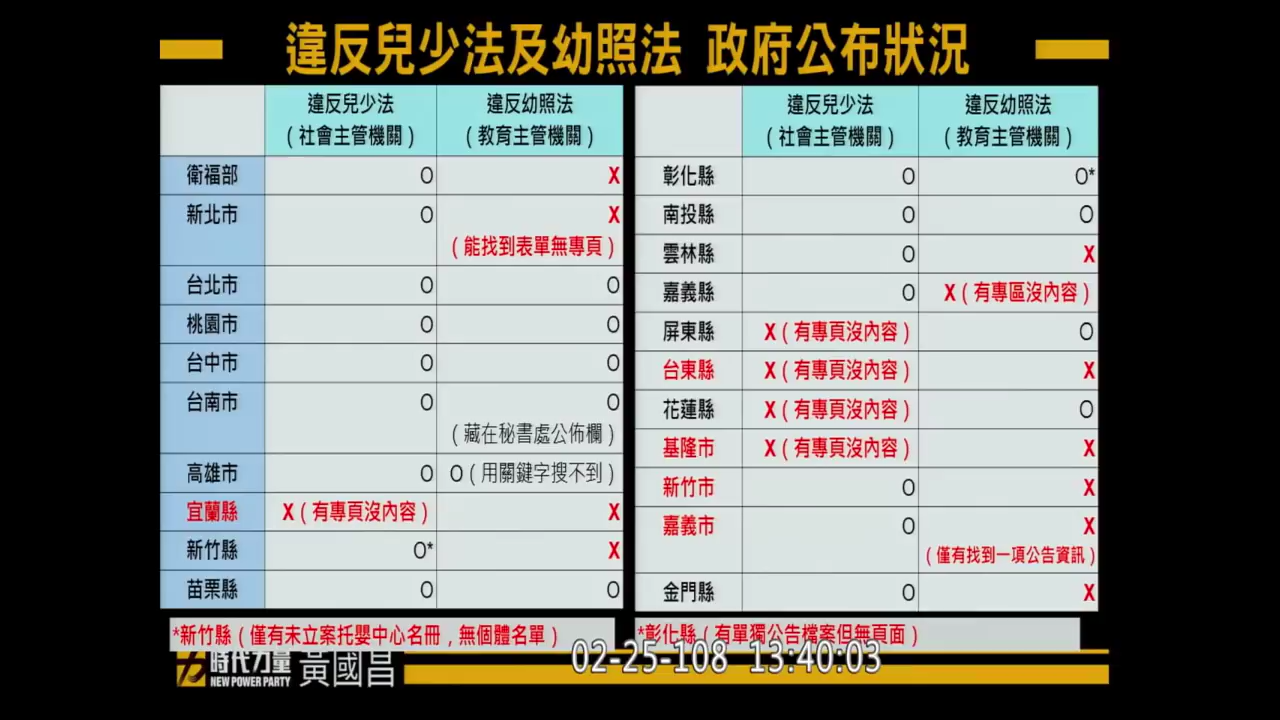 違反兒少法及幼照法 政府公布狀況
違反兒少法 違反幼照法
(社會主管機關) (教育主管機關)
衛福部 O X
新北市 O X
(能找到表單無專頁)
台北市 O O
桃園市 O O
台中市 O O
台南市 O O
(藏在秘書處公佈欄)
高雄市 O O(用關鍵字搜不到)
宜蘭縣 X(有專頁沒內容) X
新竹縣 O* X
苗栗縣 O O
*新竹縣(僅有未立案托嬰中心名冊,無個體名單)
違反兒少法 違反幼照法
(社會主管機關) (教育主管機關)
彰化縣 O O*
南投縣 O O
雲林縣 O X
嘉義縣 O X(有專區沒內容)
屏東縣 X(有專頁沒內容) O
台東縣 X(有專頁沒內容) X
花蓮縣 X(有專頁沒內容) O
基隆市 X(有專頁沒內容) X
新竹市 O X
嘉義市 O X
(僅有找到一項公告資訊)
金門縣 O X
*彰化縣(有單獨公告檔案但無頁面)
時代力量 黃國昌
NEW POWER PARTY
02-25-108 13:40:03